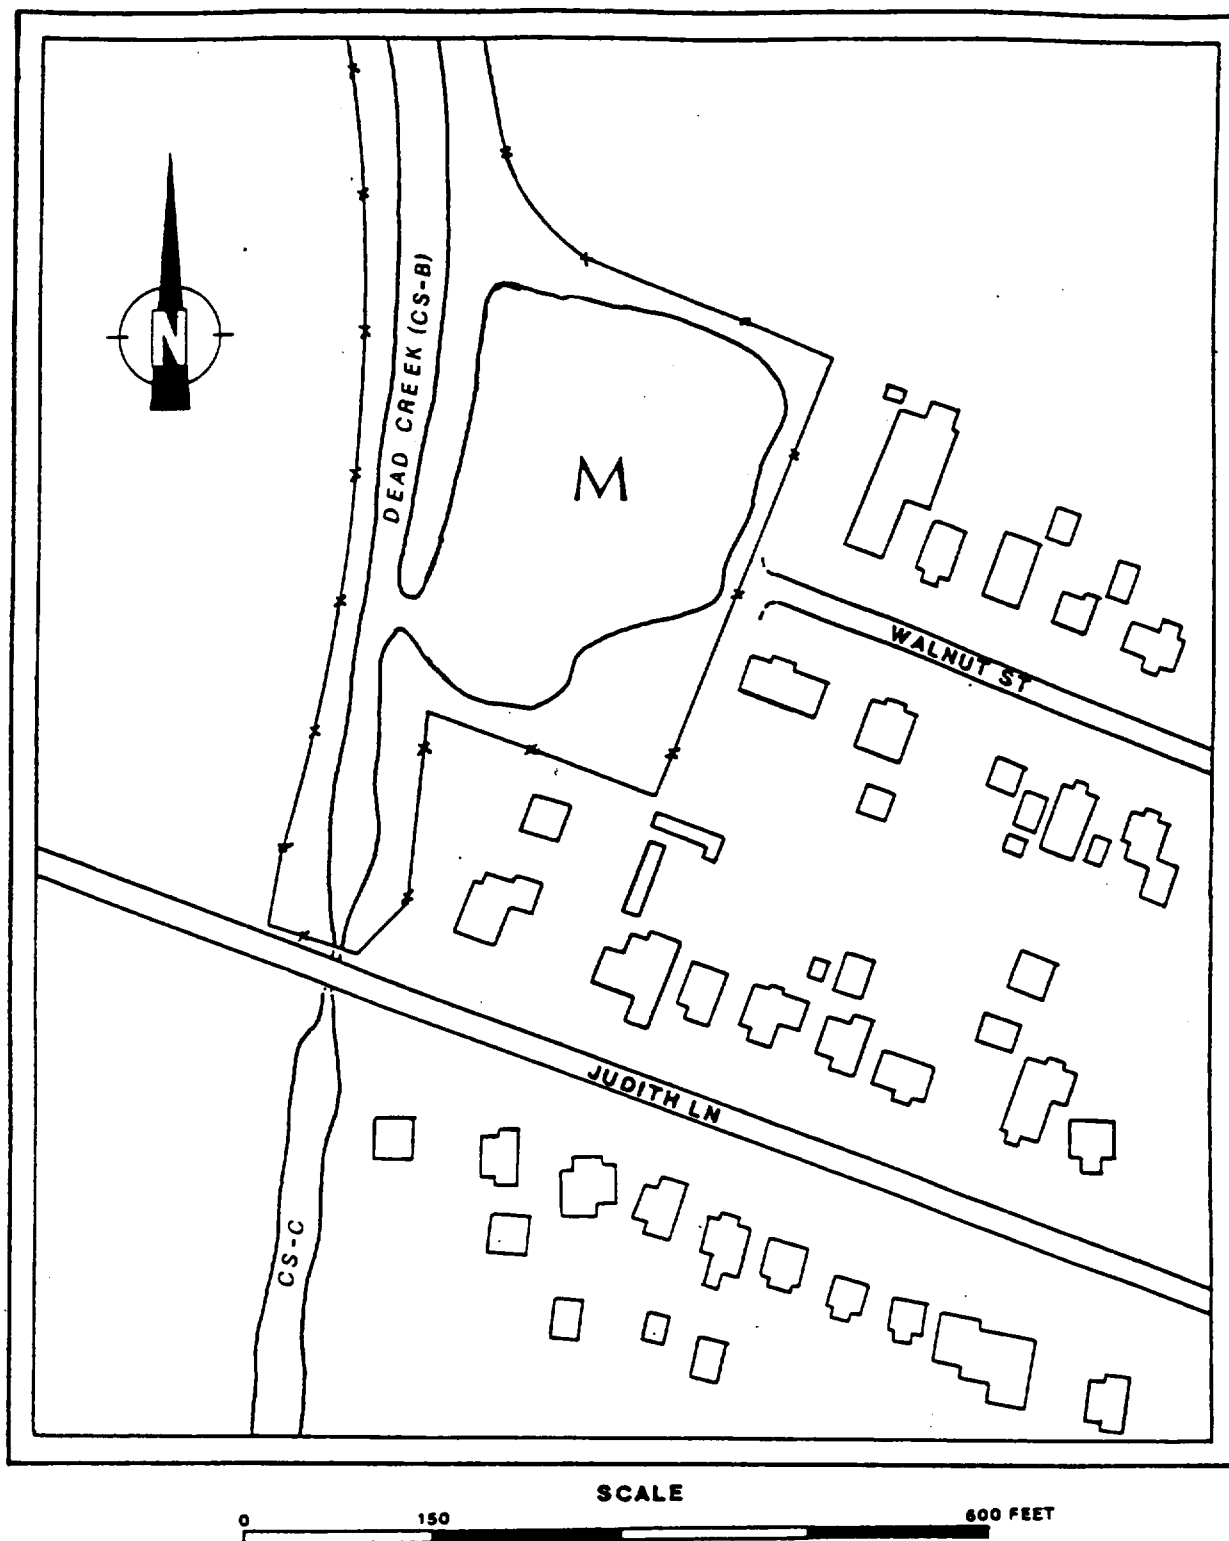 N
DEAD CREEK (CS-B)
M
WALNUT ST
JUDITH LN
CS-C
SCALE
0 150 600 FEET